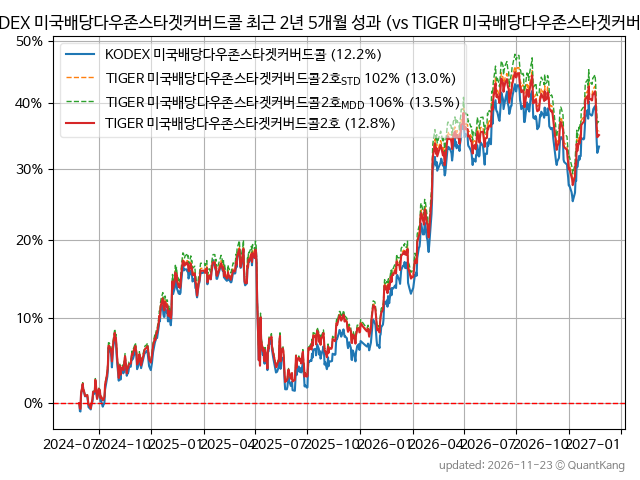 DEX 미국배당다우존스타겟커버드콜 최근 2년 5개월 성과 (vs TIGER 미국배당다우존스타겟커버
50%
40%
30%
20%
10%
0%
KODEX 미국배당다우존스타겟커버드콜 (12.2%)
TIGER 미국배당다우존스타겟커버드콜2호STD 102% (13.0%)
TIGER 미국배당다우존스타겟커버드콜2호MDD 106% (13.5%)
TIGER 미국배당다우존스타겟커버드콜2호 (12.8%)
2024-07 2024-10 2025-01 2025-04 2025-07 2025-10 2026-01 2026-04 2026-07 2026-10 2027-01
updated: 2026-11-23 © QuantKang